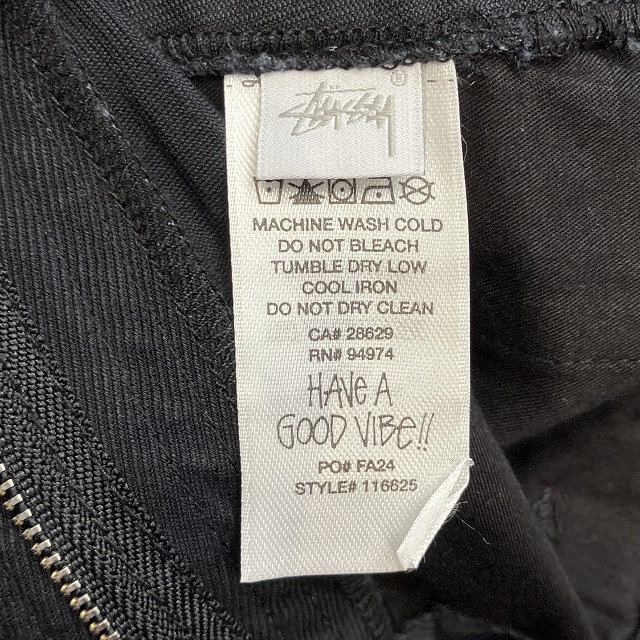 Stüssy
MACHINE WASH COLD
DO NOT BLEACH
TUMBLE DRY LOW
COOL IRON
DO NOT DRY CLEAN
CA# 28629
RN# 94974
HAVE A
GOOD VIBE!!
PO# FA24
STYLE# 116625